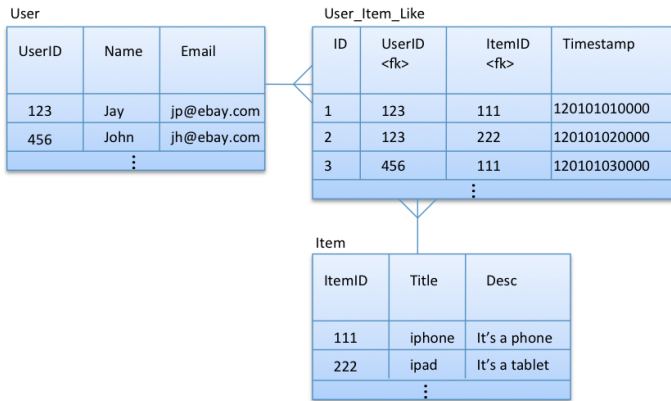 User
UserID Name Email
123 Jay jp@ebay.com
456 John jh@ebay.com
⋮
User_Item_Like
ID UserID <fk> ItemID <fk> Timestamp
1 123 111 120101010000
2 123 222 120101020000
3 456 111 120101030000
⋮
Item
ItemID Title Desc
111 iphone It's a phone
222 ipad It's a tablet
⋮